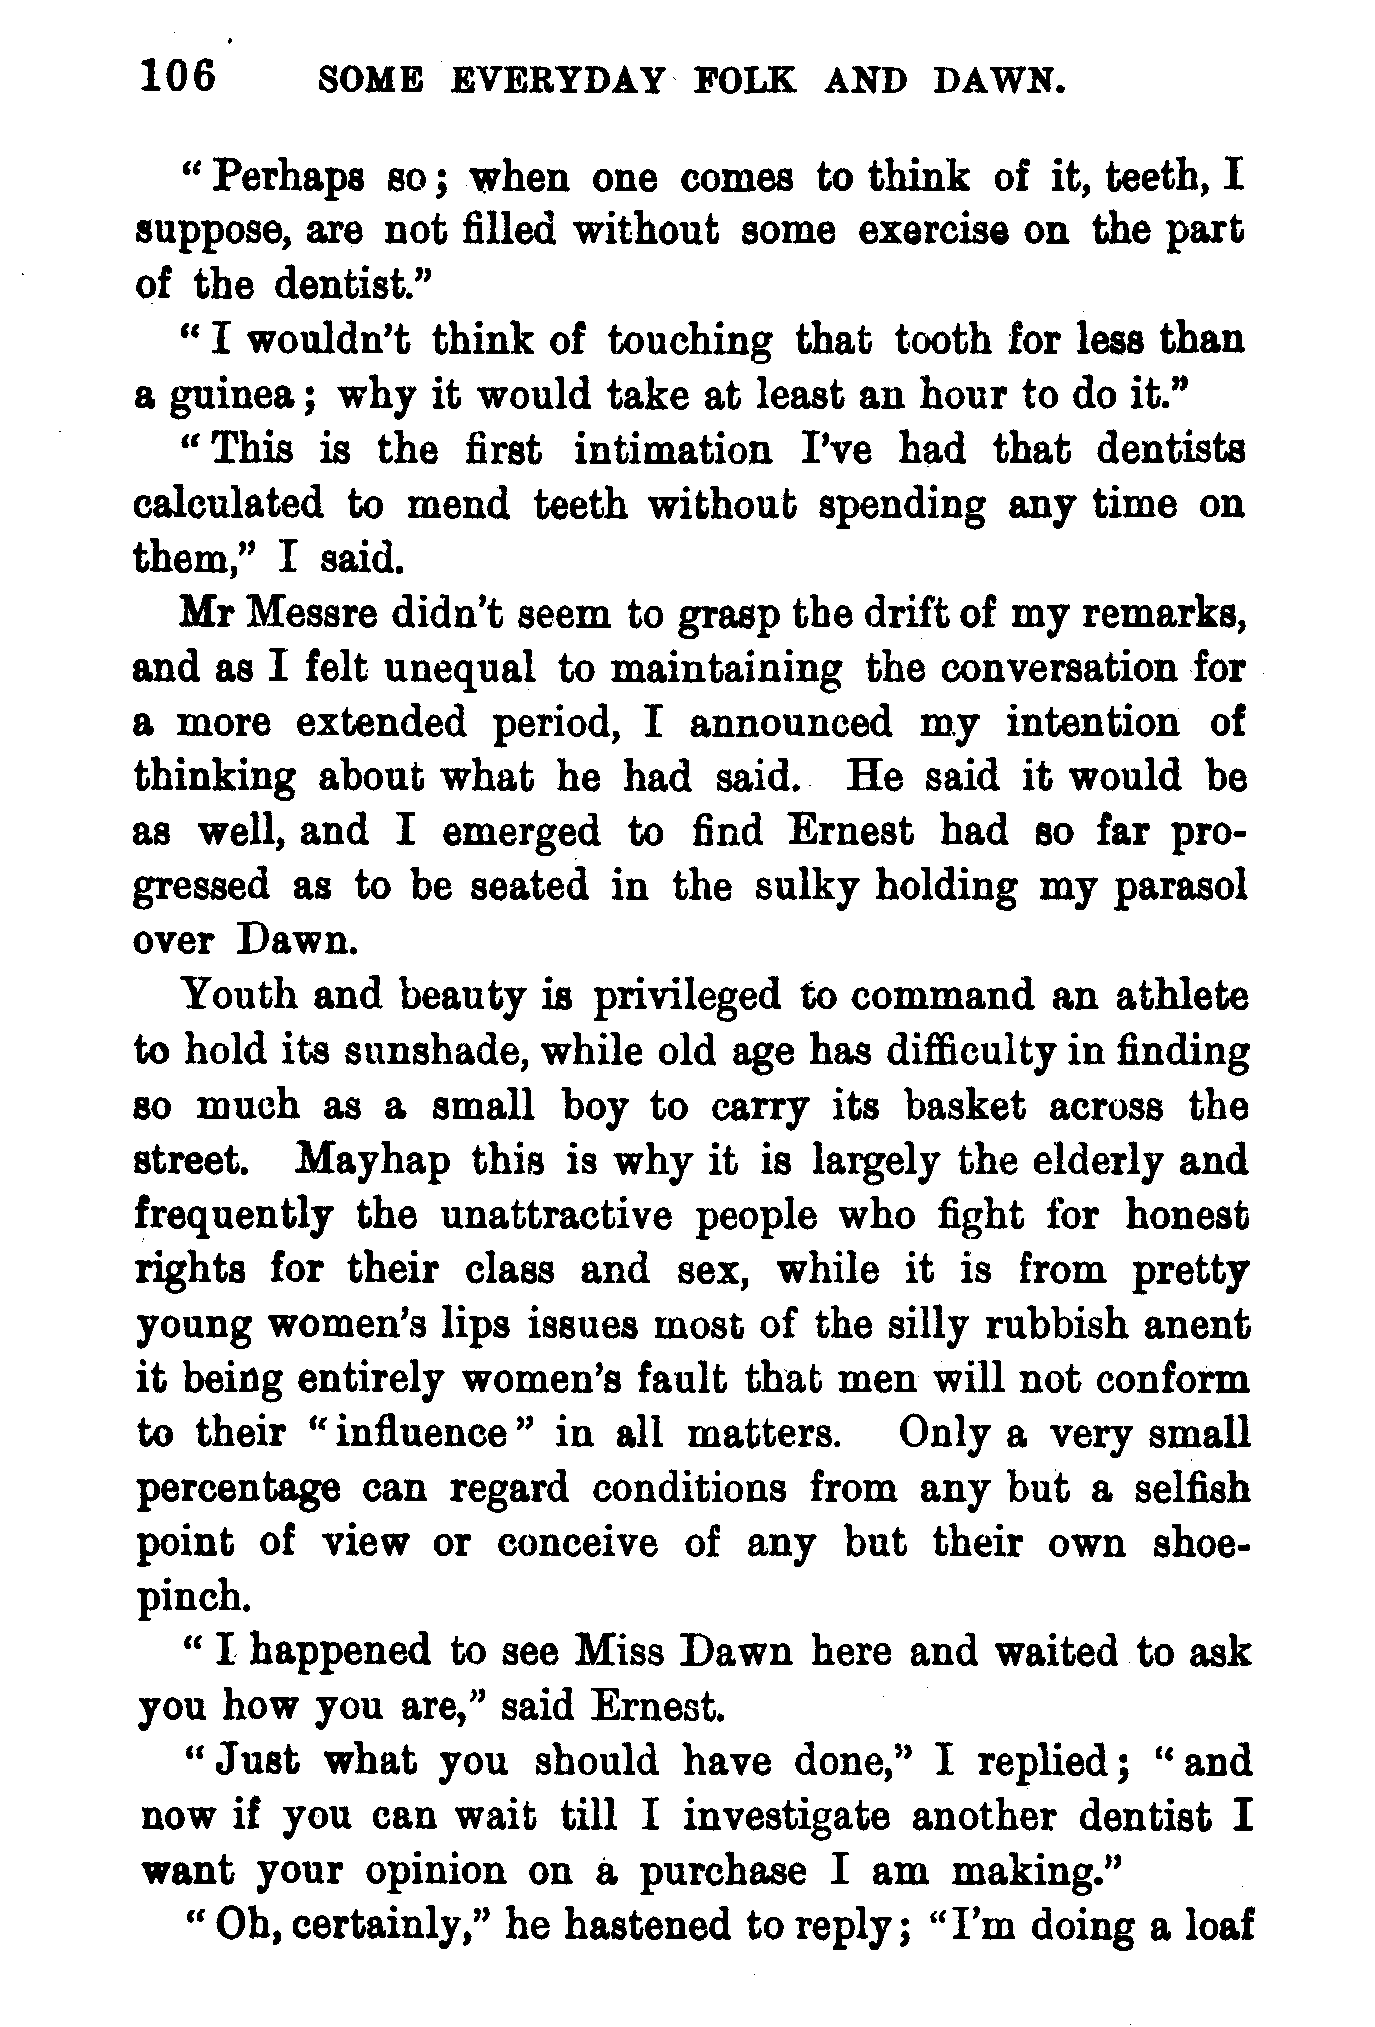 106 SOME EVERYDAY FOLK AND DAWN.
"Perhaps so; when one comes to think of it, teeth, I
suppose, are not filled without some exercise on the part
of the dentist."
"I wouldn't think of touching that tooth for less than
a guinea; why it would take at least an hour to do it."
"This is the first intimation I've had that dentists
calculated to mend teeth without spending any time on
them," I said.
Mr Messre didn't seem to grasp the drift of my remarks,
and as I felt unequal to maintaining the conversation for
a more extended period, I announced my intention of
thinking about what he had said. He said it would be
as well, and I emerged to find Ernest had so far pro-
gressed as to be seated in the sulky holding my parasol
over Dawn.
Youth and beauty is privileged to command an athlete
to hold its sunshade, while old age has difficulty in finding
so much as a small boy to carry its basket across the
street. Mayhap this is why it is largely the elderly and
frequently the unattractive people who fight for honest
rights for their class and sex, while it is from pretty
young women's lips issues most of the silly rubbish anent
it being entirely women's fault that men will not conform
to their "influence" in all matters. Only a very small
percentage can regard conditions from any but a selfish
point of view or conceive of any but their own shoe-
pinch.
"I happened to see Miss Dawn here and waited to ask
you how you are," said Ernest.
"Just what you should have done," I replied; "and
now if you can wait till I investigate another dentist I
want your opinion on a purchase I am making."
"Oh, certainly," he hastened to reply; "I'm doing a loaf